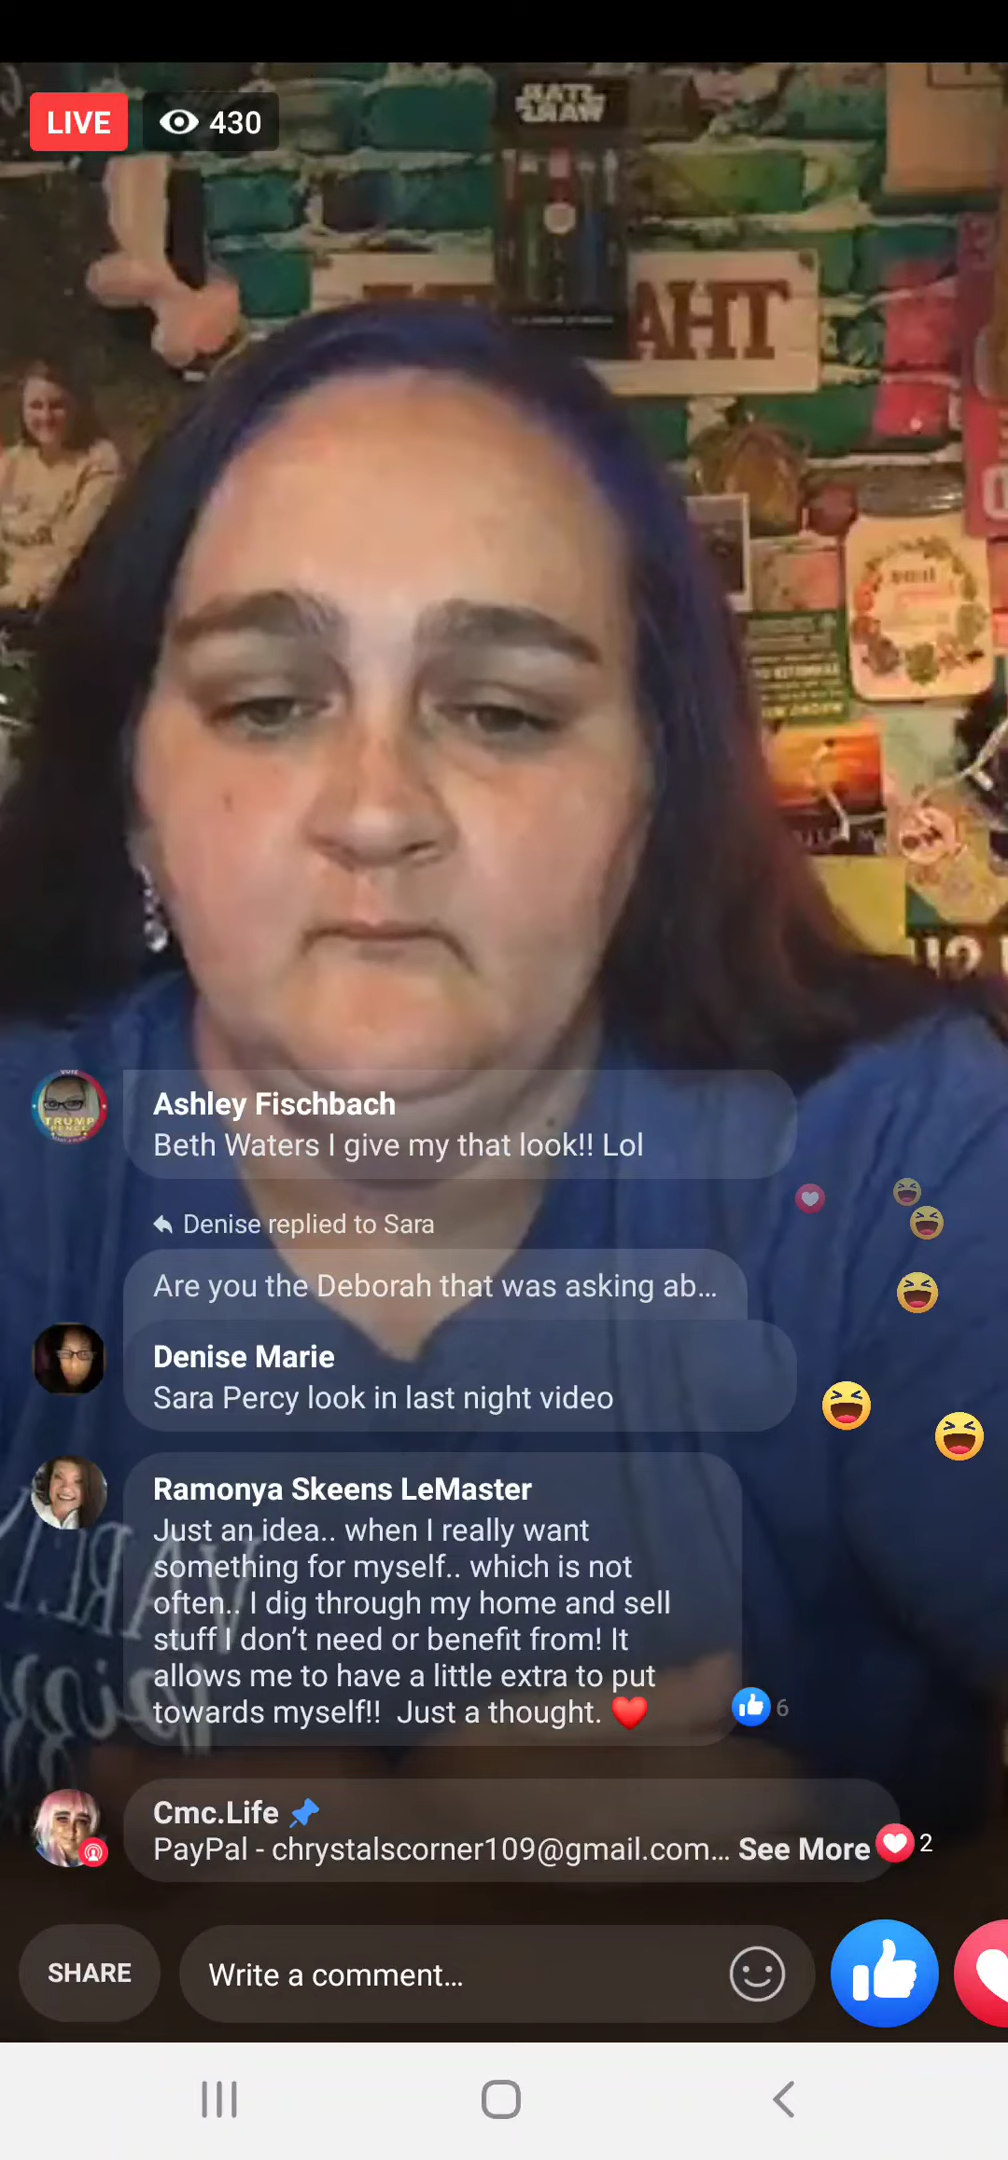 LIVE 430
STAR
WARS
AHT
Ashley Fischbach
Beth Waters I give my that look!! Lol
Denise replied to Sara
Are you the Deborah that was asking ab...
Denise Marie
Sara Percy look in last night video
Ramonya Skeens LeMaster
Just an idea.. when I really want
something for myself.. which is not
often.. I dig through my home and sell
stuff I don't need or benefit from! It
allows me to have a little extra to put
towards myself!! Just a thought. ❤️
6
Cmc.Life 📌
PayPal - chrystalscorner109@gmail.com... See More 2
SHARE
Write a comment...